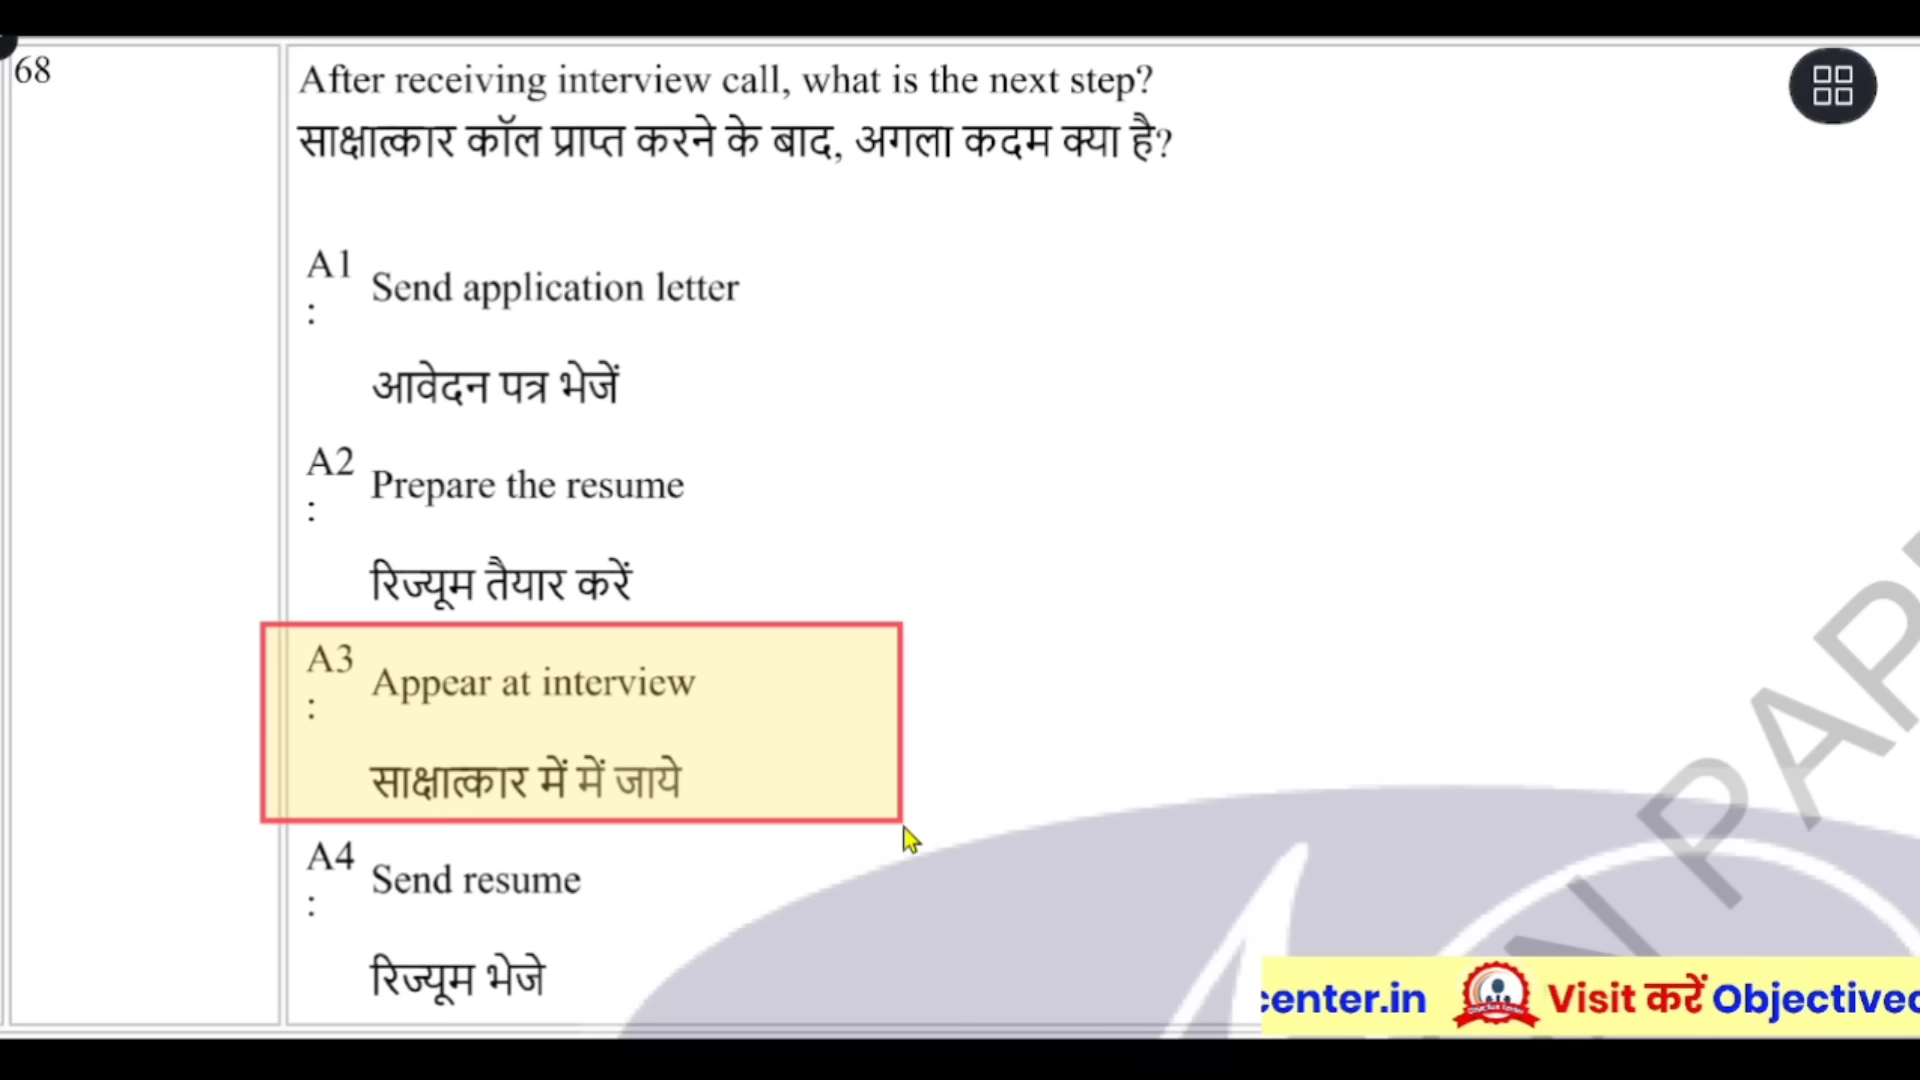 68
After receiving interview call, what is the next step?
साक्षात्कार कॉल प्राप्त करने के बाद, अगला कदम क्या है?
A1
:
Send application letter
आवेदन पत्र भेजें
A2
:
Prepare the resume
रिज्यूम तैयार करें
A3
:
Appear at interview
साक्षात्कार में में जाये
A4
:
Send resume
रिज्यूम भेजे
center.in Visit करें Objective